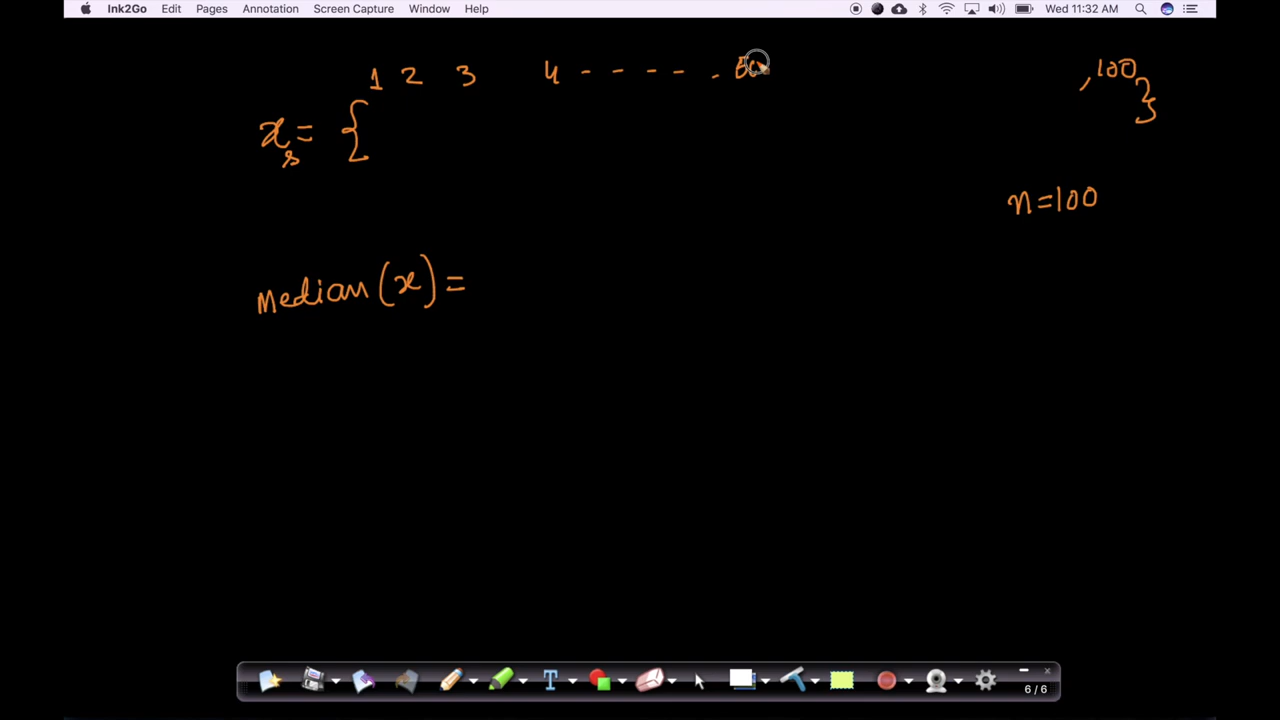 Ink2Go Edit Pages Annotation Screen Capture Window Help Wed 11:32 AM
1 2 3 4 - - - - . ,100
xs = { }
n=100
Median(x)=
T
6/6